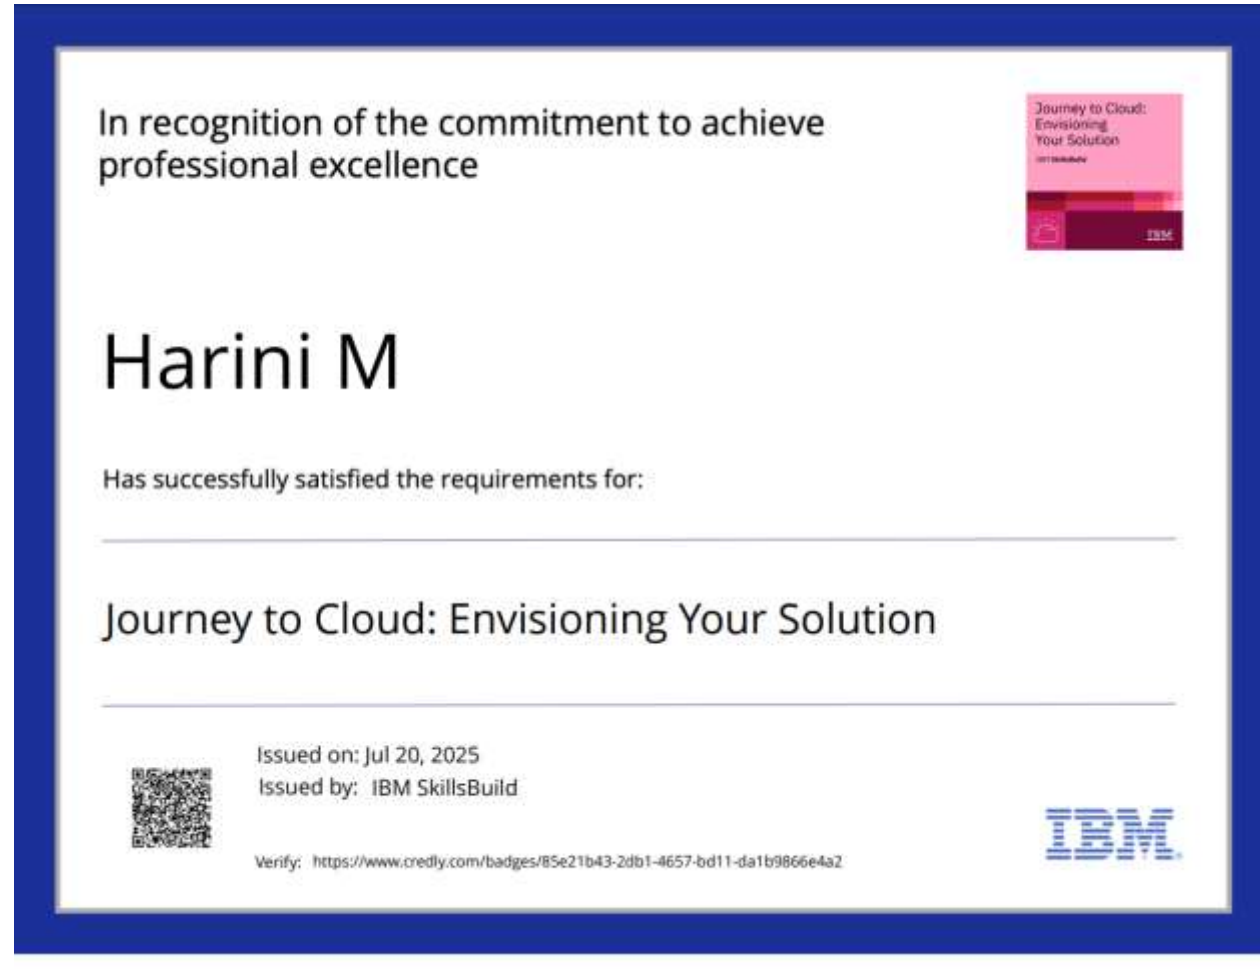 In recognition of the commitment to achieve
professional excellence
Journey to Cloud:
Envisioning
Your Solution
IBM SkillsBuild
IBM
Harini M
Has successfully satisfied the requirements for:
Journey to Cloud: Envisioning Your Solution
Issued on: Jul 20, 2025
Issued by: IBM SkillsBuild
Verify: https://www.credly.com/badges/85e21b43-2db1-4657-bd11-da1b9866e4a2
IBM.